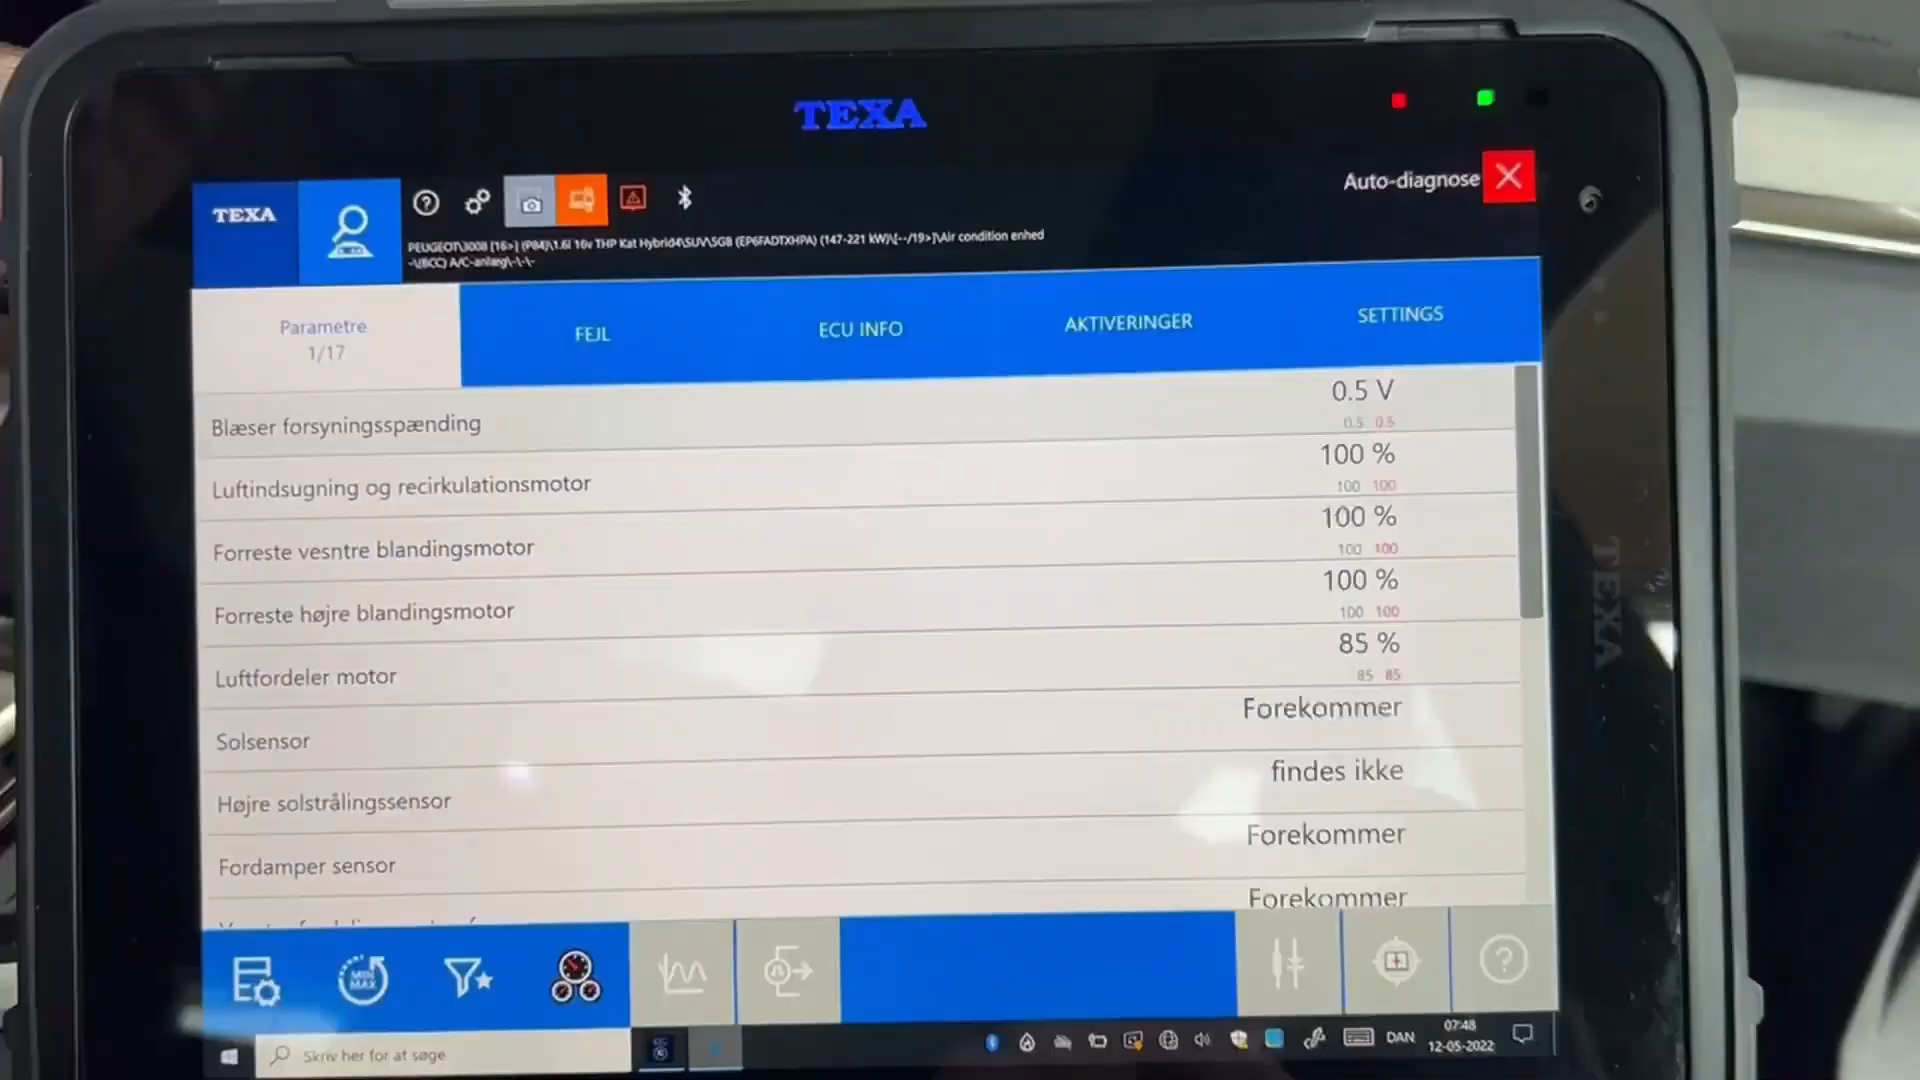 TEXA
Auto-diagnose
TEXA
PEUGEOT\3008 [16>] (P84)\1.6i 16v THP Kat Hybrid4\SUV\5GB (EP6FADTXHPA) (147-221 kW)\[--/19>]\Air condition enhed
-\(BCC) A/C-anlæg\-\-\-
Parametre
1/17
FEJL
ECU INFO
AKTIVERINGER
SETTINGS
Blæser forsyningsspænding
0.5 V
0.5 0.5
Luftindsugning og recirkulationsmotor
100 %
100 100
Forreste vesntre blandingsmotor
100 %
100 100
Forreste højre blandingsmotor
100 %
100 100
Luftfordeler motor
85 %
85 85
Solsensor
Forekommer
Højre solstrålingssensor
findes ikke
Fordamper sensor
Forekommer
Forekommer
MIN
MAX
Skriv her for at søge
DAN
07:48
12-05-2022
TEXA